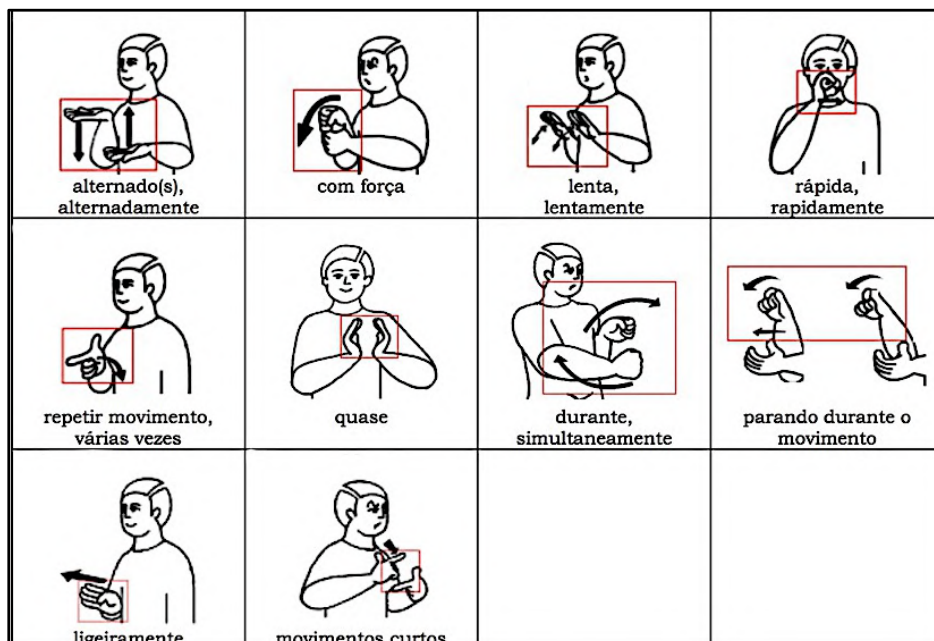 alternado(s),
alternadamente
com força
lenta,
lentamente
rápida,
rapidamente
repetir movimento,
várias vezes
quase
durante,
simultaneamente
parando durante o
movimento
ligeiramente
movimentos curtos